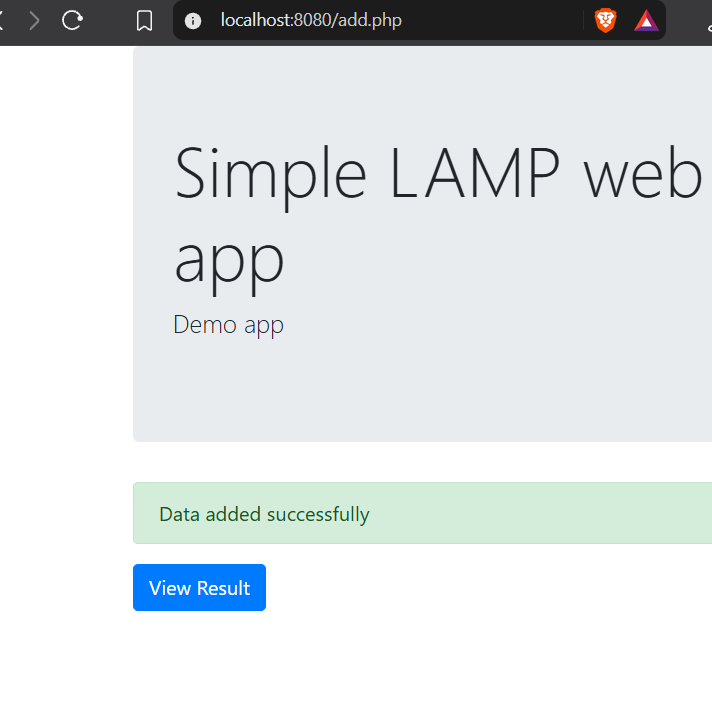 localhost:8080/add.php
Simple LAMP web
app
Demo app
Data added successfully
View Result